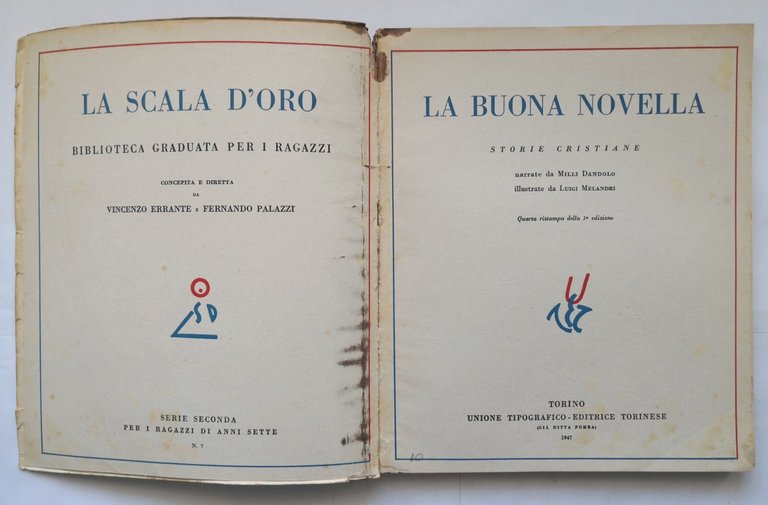 LA SCALA D'ORO
BIBLIOTECA GRADUATA PER I RAGAZZI
CONCEPITA E DIRETTA
DA
VINCENZO ERRANTE E FERNANDO PALAZZI
SD
SERIE SECONDA
PER I RAGAZZI DI ANNI SETTE
N. 7
LA BUONA NOVELLA
STORIE CRISTIANE
narrate da MILLI DANDOLO
illustrate da LUIGI MELANDRI
Quarta ristampa della 1ª edizione
TORINO
UNIONE TIPOGRAFICO-EDITRICE TORINESE
(GIÀ DITTA POMBA)
1947
10